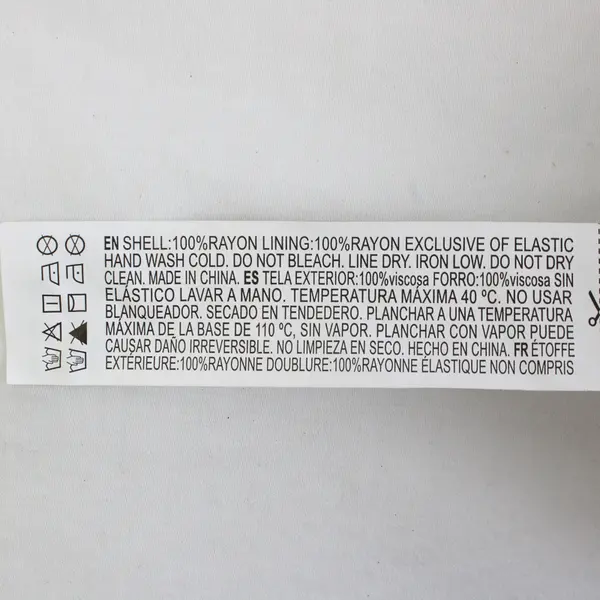 EN SHELL:100%RAYON LINING:100%RAYON EXCLUSIVE OF ELASTIC
HAND WASH COLD. DO NOT BLEACH. LINE DRY. IRON LOW. DO NOT DRY
CLEAN. MADE IN CHINA. ES TELA EXTERIOR:100%viscosa FORRO:100%viscosa SIN
ELÁSTICO LAVAR A MANO. TEMPERATURA MÁXIMA 40 ºC. NO USAR
BLANQUEADOR. SECADO EN TENDEDERO. PLANCHAR A UNA TEMPERATURA
MÁXIMA DE LA BASE DE 110 ºC, SIN VAPOR. PLANCHAR CON VAPOR PUEDE
CAUSAR DAÑO IRREVERSIBLE. NO LIMPIEZA EN SECO. HECHO EN CHINA. FR ÉTOFFE
EXTÉRIEURE:100%RAYONNE DOUBLURE:100%RAYONNE ÉLASTIQUE NON COMPRIS